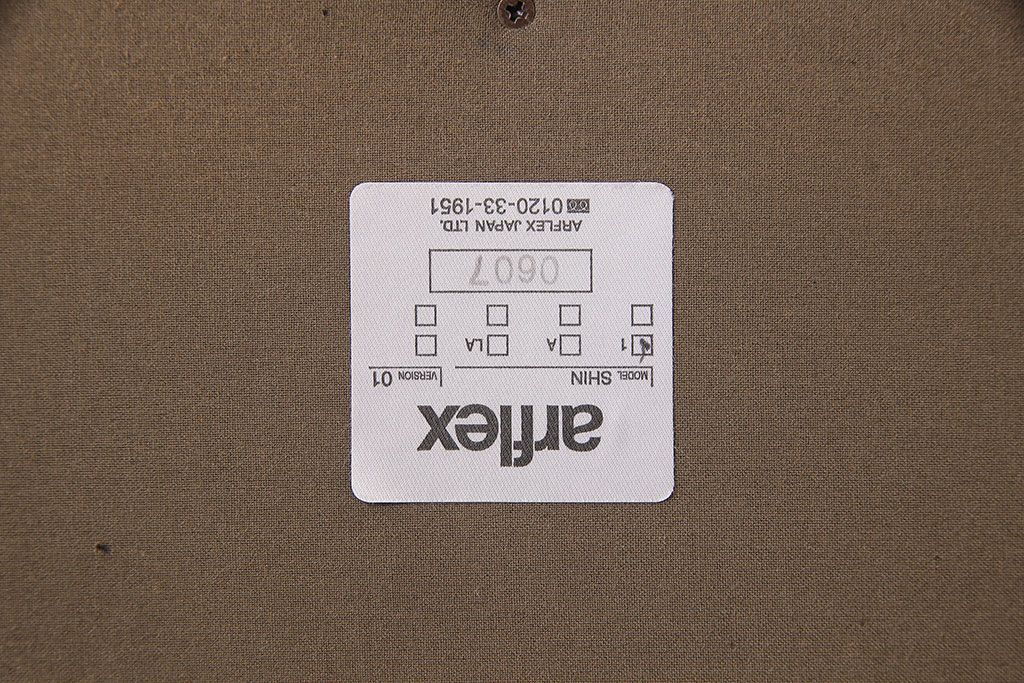 arflex
MODEL SHIN VERSION 01
1 A LA
0607
ARFLEX JAPAN LTD.
0120-33-1951